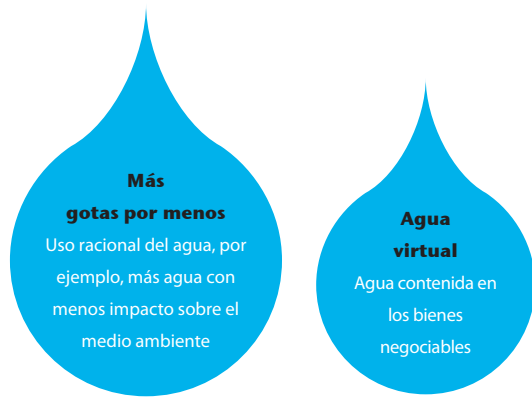 Más
gotas por menos
Uso racional del agua, por
ejemplo, más agua con
menos impacto sobre el
medio ambiente
Agua
virtual
Agua contenida en
los bienes
negociables